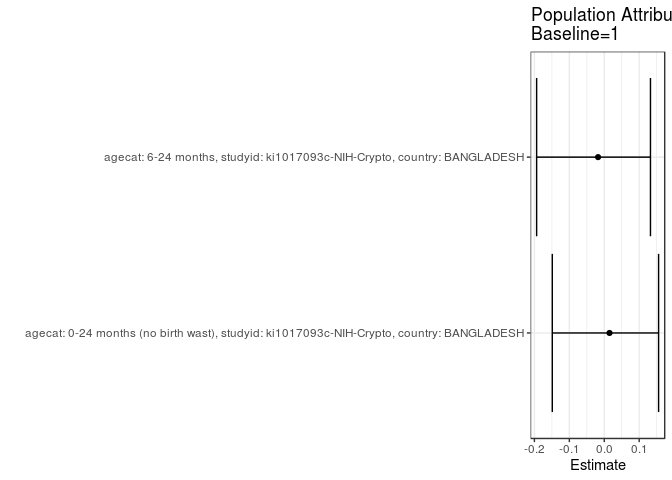 Population Attribu
Baseline=1
agecat: 6-24 months, studyid: ki1017093c-NIH-Crypto, country: BANGLADESH
agecat: 0-24 months (no birth wast), studyid: ki1017093c-NIH-Crypto, country: BANGLADESH
-0.2 -0.1 0.0 0.1
Estimate